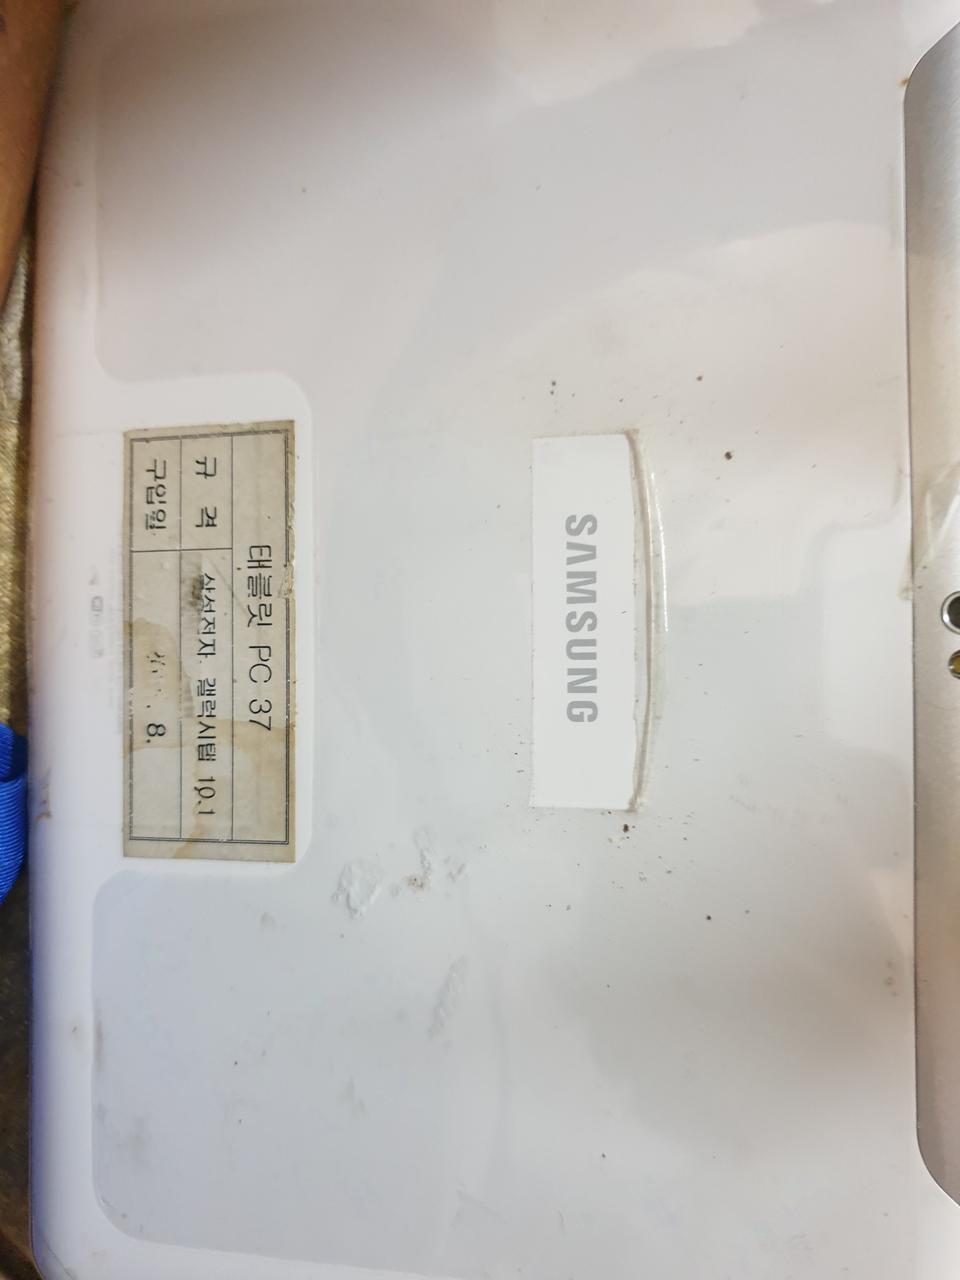 태블릿 PC 37
규 격 삼성전자. 갤럭시탭 10.1
구입일 8.
SAMSUNG